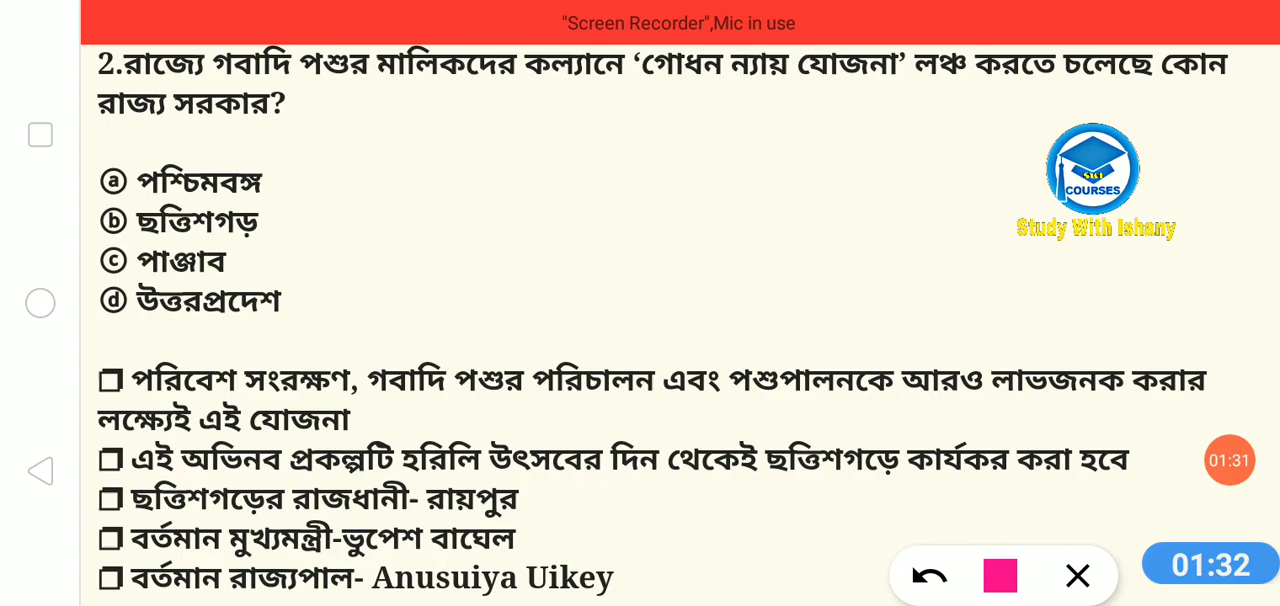 "Screen Recorder",Mic in use
2.রাজ্যে গবাদি পশুর মালিকদের কল্যানে ‘গোধন ন্যায় যোজনা’ লঞ্চ করতে চলেছে কোন
রাজ্য সরকার?
ⓐ পশ্চিমবঙ্গ
ⓑ ছত্তিশগড়
ⓒ পাঞ্জাব
ⓓ উত্তরপ্রদেশ
SWI
COURSES
Study With Ishany
❒ পরিবেশ সংরক্ষণ, গবাদি পশুর পরিচালন এবং পশুপালনকে আরও লাভজনক করার
লক্ষ্যেই এই যোজনা
❒ এই অভিনব প্রকল্পটি হরিলি উৎসবের দিন থেকেই ছত্তিশগড়ে কার্যকর করা হবে
01:31
❒ ছত্তিশগড়ের রাজধানী- রায়পুর
❒ বর্তমান মুখ্যমন্ত্রী-ভুপেশ বাঘেল
❒ বর্তমান রাজ্যপাল- Anusuiya Uikey
01:32